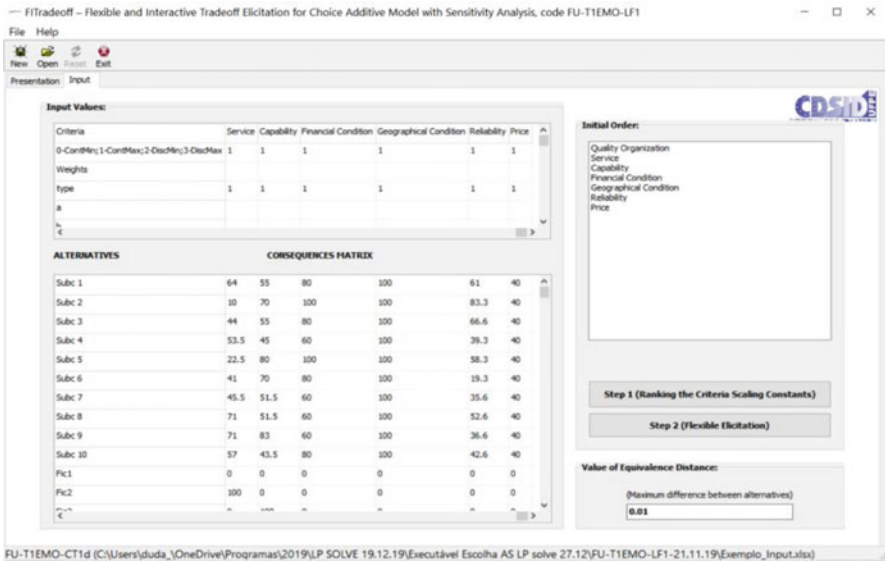 FITradeoff – Flexible and Interactive Tradeoff Elicitation for Choice Additive Model with Sensitivity Analysis, code FU-T1EMO-LF1
File Help
New Open Reset Exit
Presentation Input
CDSID UFPE
Input Values:
Criteria Service Capability Financial Condition Geographical Condition Reliability Price
0-ContMin;1-ContMax;2-DiscMin;3-DiscMax 1 1 1 1 1 1
Weights
type 1 1 1 1 1 1
a
b
ALTERNATIVES CONSEQUENCES MATRIX
Subc 1 64 55 80 100 61 40
Subc 2 10 70 100 100 83.3 40
Subc 3 44 55 80 100 66.6 40
Subc 4 53.5 45 60 100 39.3 40
Subc 5 22.5 80 100 100 58.3 40
Subc 6 41 70 80 100 19.3 40
Subc 7 45.5 51.5 60 100 35.6 40
Subc 8 71 51.5 60 100 52.6 40
Subc 9 71 83 60 100 36.6 40
Subc 10 57 43.5 80 100 42.6 40
Fic1 0 0 0 0 0 0
Fic2 100 0 0 0 0 0
Initial Order:
Quality Organization
Service
Capability
Financial Condition
Geographical Condition
Reliability
Price
Step 1 (Ranking the Criteria Scaling Constants)
Step 2 (Flexible Elicitation)
Value of Equivalence Distance:
(Maximum difference between alternatives)
0.01
FU-T1EMO-CT1d (C:\Users\duda_\OneDrive\Programas\2019\LP SOLVE 19.12.19\Executável Escolha AS LP solve 27.12\FU-T1EMO-LF1-21.11.19\Exemplo_Input.xlsx)